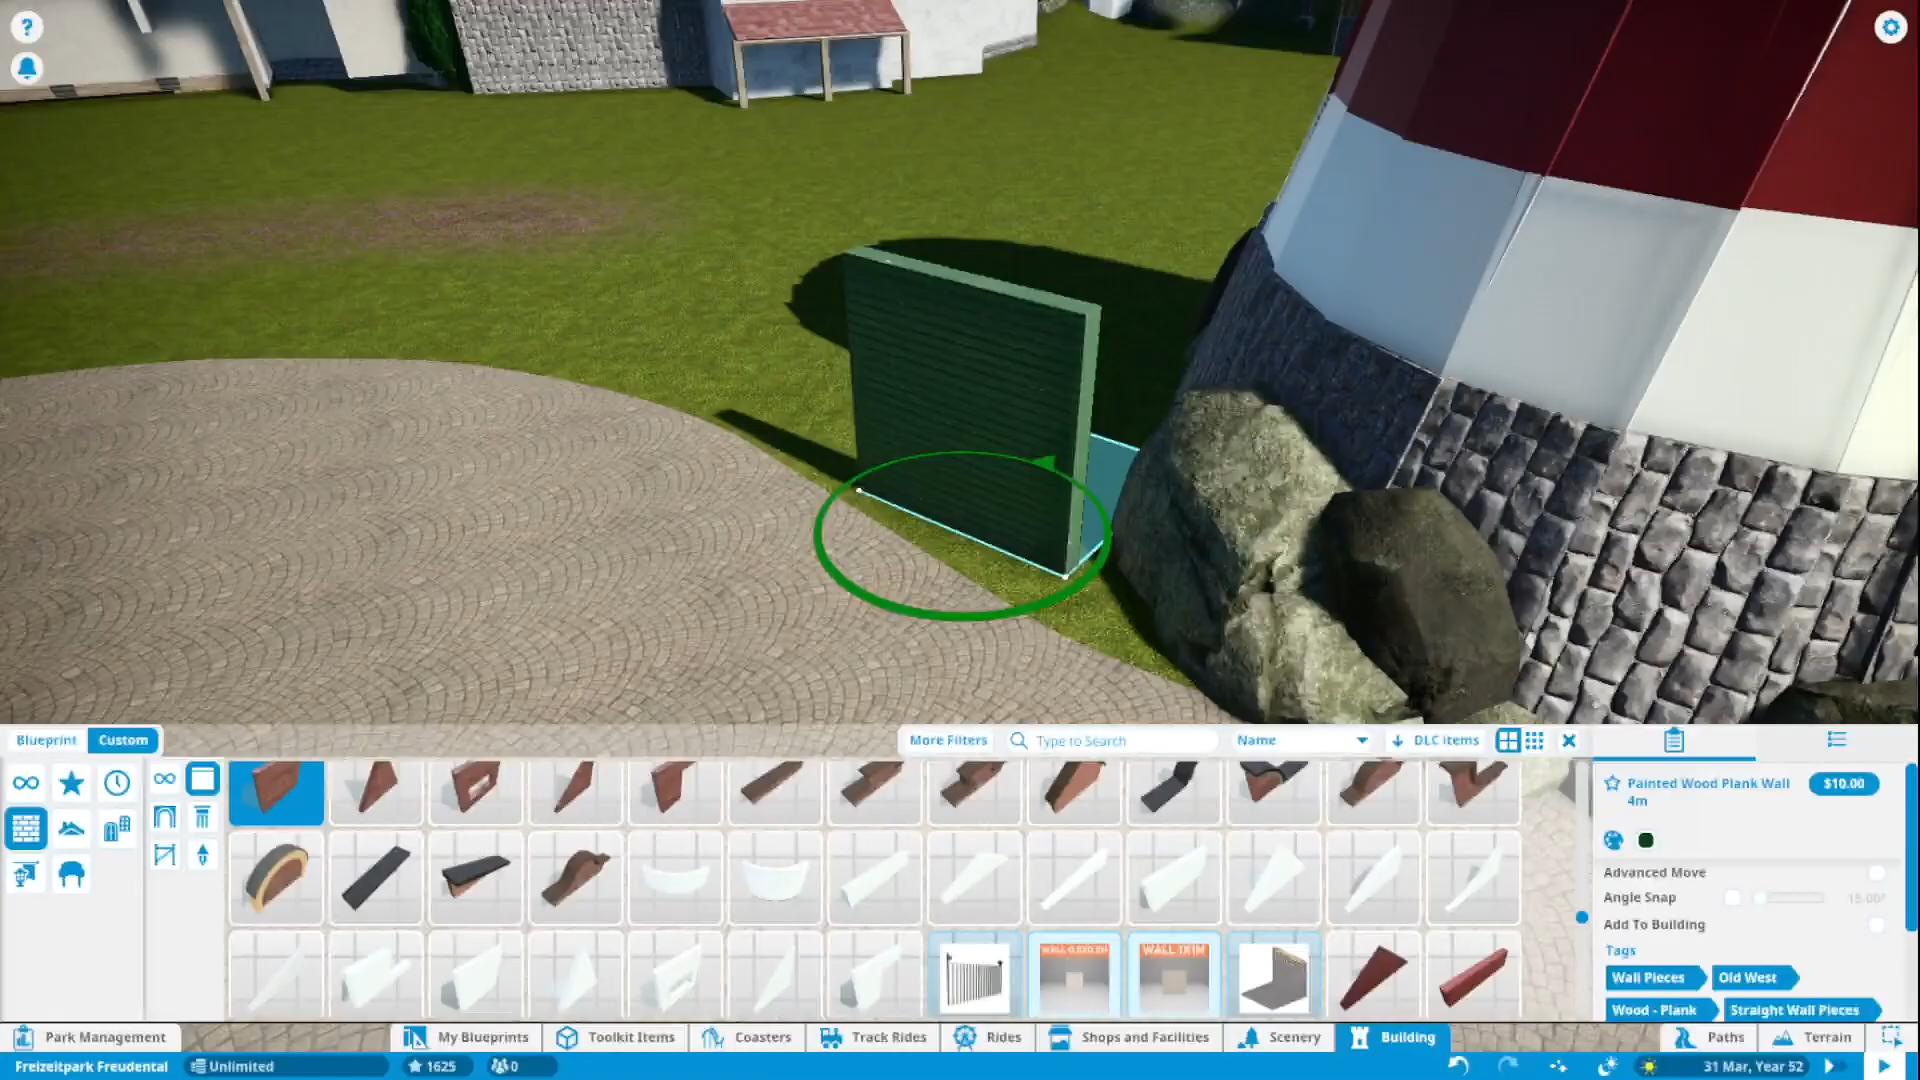 Blueprint
Custom
More Filters
Type to Search
Name
DLC items
Painted Wood Plank Wall 4m
$10.00
Advanced Move
Angle Snap
15.00°
Add To Building
Tags
Wall Pieces
Old West
Wood - Plank
Straight Wall Pieces
WALL 1X1M
Park Management
My Blueprints
Toolkit Items
Coasters
Track Rides
Rides
Shops and Facilities
Scenery
Building
Paths
Terrain
Freizeitpark Freudental
Unlimited
1625
0
31 Mar, Year 52